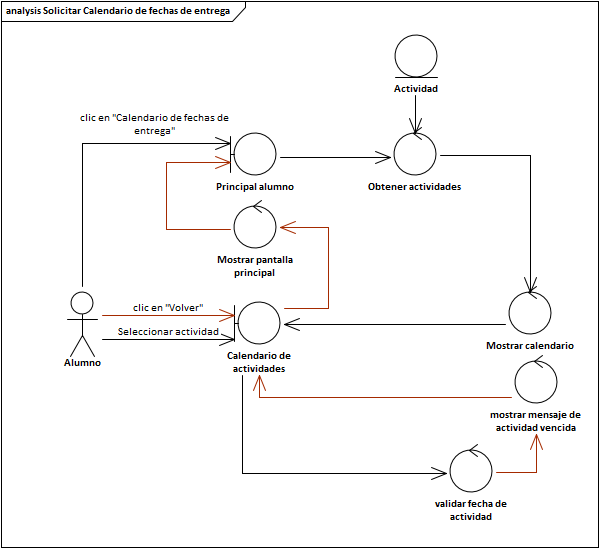 analysis Solicitar Calendario de fechas de entrega
Actividad
clic en "Calendario de fechas de
entrega"
Principal alumno
Obtener actividades
Mostrar pantalla
principal
clic en "Volver"
Seleccionar actividad
Alumno
Calendario de
actividades
Mostrar calendario
mostrar mensaje de
actividad vencida
validar fecha de
actividad